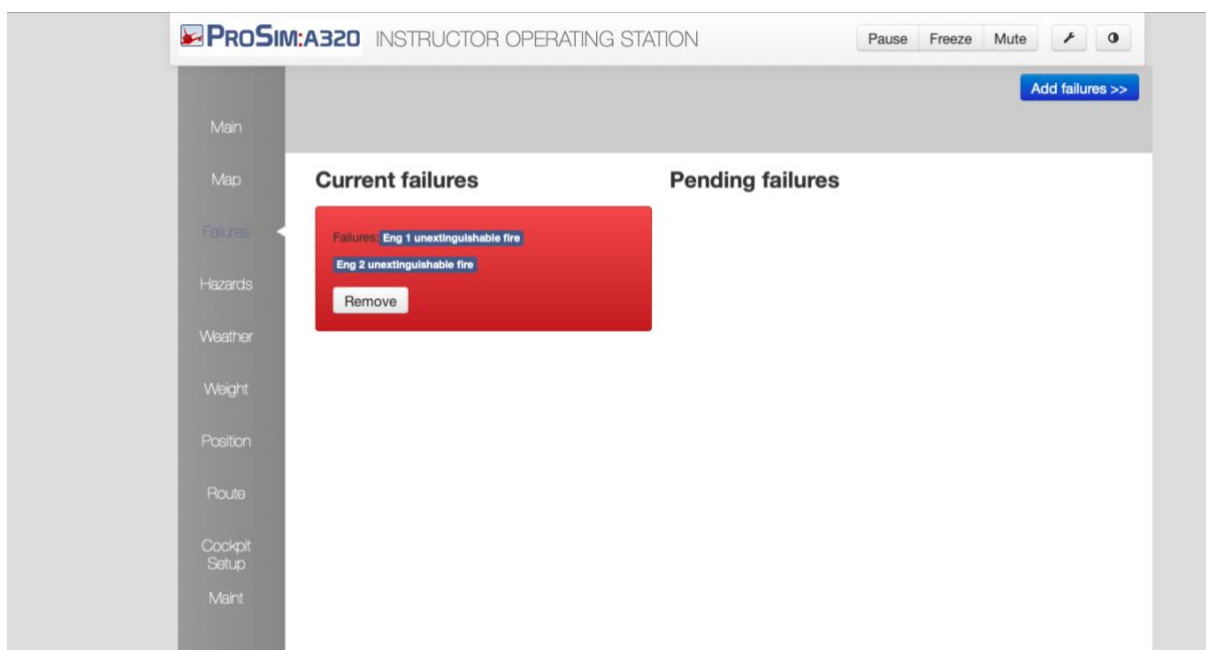 PROSIM:A320 INSTRUCTOR OPERATING STATION Pause Freeze Mute
Add failures >>
Main
Map
Failures
Hazards
Weather
Weight
Position
Route
Cockpit
Setup
Maint
Current failures
Failures: Eng 1 unextinguishable fire
Eng 2 unextinguishable fire
Remove
Pending failures